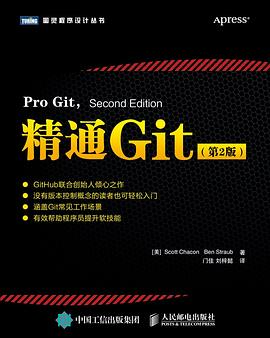 TURING 图灵程序设计丛书
Apress®
Pro Git, Second Edition
精通Git（第2版）
GitHub联合创始人倾心之作
没有版本控制概念的读者也可轻松入门
涵盖Git常见工作场景
有效帮助程序员提升软技能
[美] Scott Chacon Ben Straub 著
门佳 刘梓懿 译
中国工信出版集团
人民邮电出版社
POSTS & TELECOM PRESS